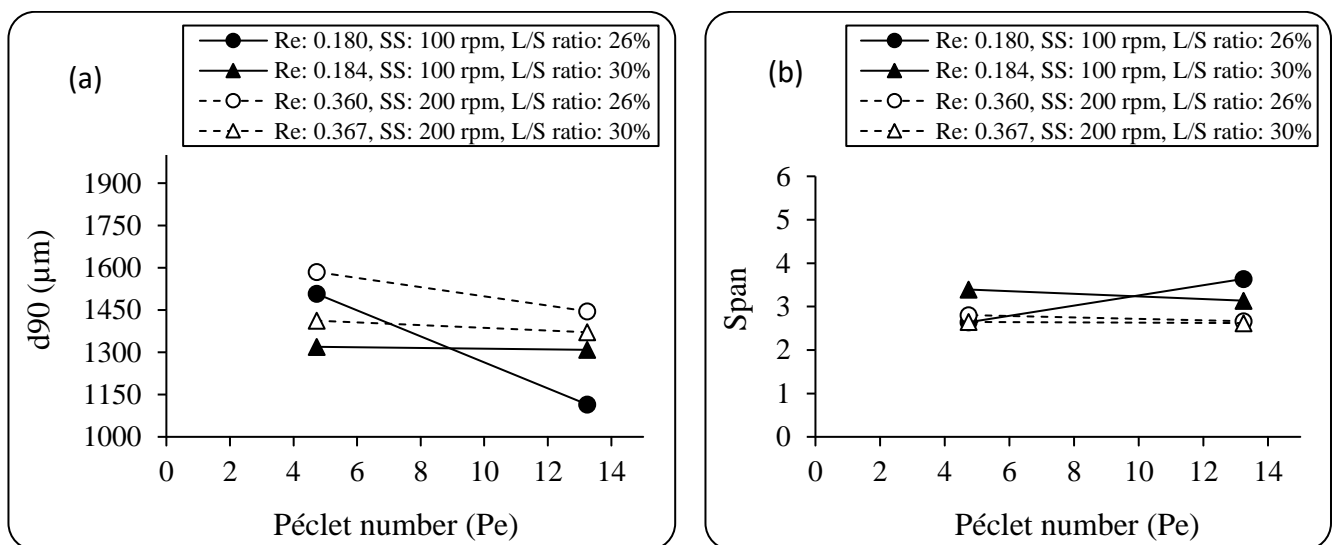 Re: 0.180, SS: 100 rpm, L/S ratio: 26%
Re: 0.184, SS: 100 rpm, L/S ratio: 30%
Re: 0.360, SS: 200 rpm, L/S ratio: 26%
Re: 0.367, SS: 200 rpm, L/S ratio: 30%
(a)
d90 (µm)
1900
1750
1600
1450
1300
1150
1000
0 2 4 6 8 10 12 14
Péclet number (Pe)
Re: 0.180, SS: 100 rpm, L/S ratio: 26%
Re: 0.184, SS: 100 rpm, L/S ratio: 30%
Re: 0.360, SS: 200 rpm, L/S ratio: 26%
Re: 0.367, SS: 200 rpm, L/S ratio: 30%
(b)
Span
6
5
4
3
2
1
0
0 2 4 6 8 10 12 14
Péclet number (Pe)